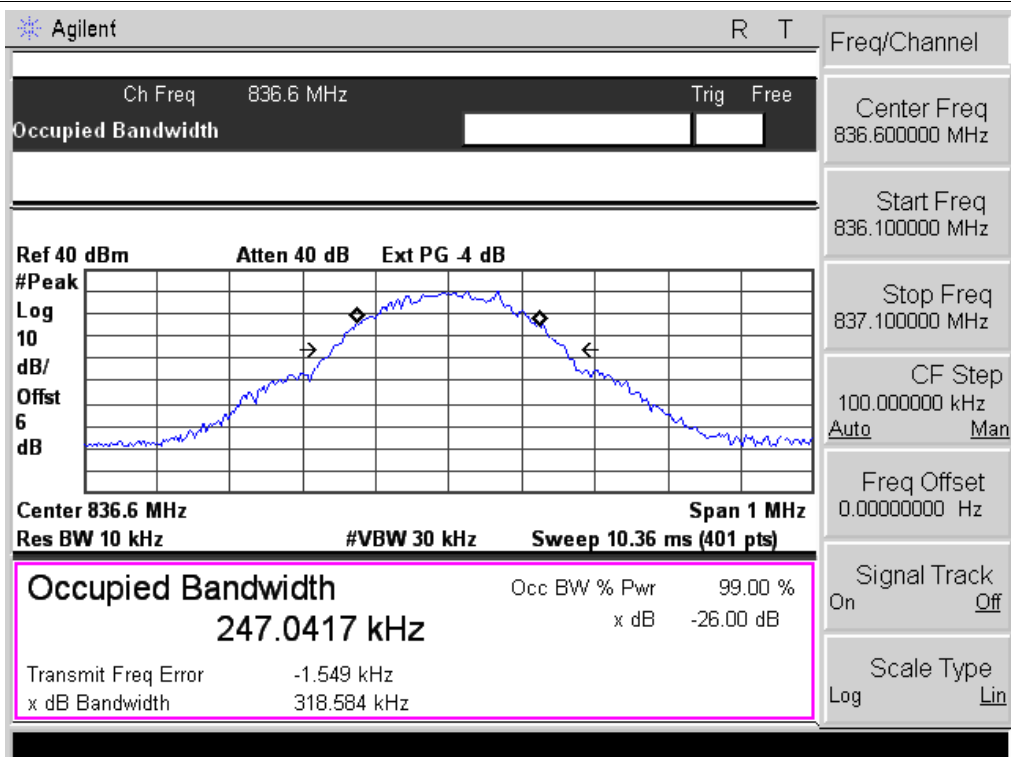 Agilent R T
Freq/Channel
Ch Freq 836.6 MHz Trig Free
Occupied Bandwidth
Center Freq
836.600000 MHz
Start Freq
836.100000 MHz
Ref 40 dBm Atten 40 dB Ext PG -4 dB
#Peak
Log
10
dB/
Offst
6
dB
Stop Freq
837.100000 MHz
CF Step
100.000000 kHz
Auto Man
Center 836.6 MHz Span 1 MHz
Res BW 10 kHz #VBW 30 kHz Sweep 10.36 ms (401 pts)
Freq Offset
0.00000000 Hz
Occupied Bandwidth Occ BW % Pwr 99.00 %
247.0417 kHz x dB -26.00 dB
Transmit Freq Error -1.549 kHz
x dB Bandwidth 318.584 kHz
Signal Track
On Off
Scale Type
Log Lin